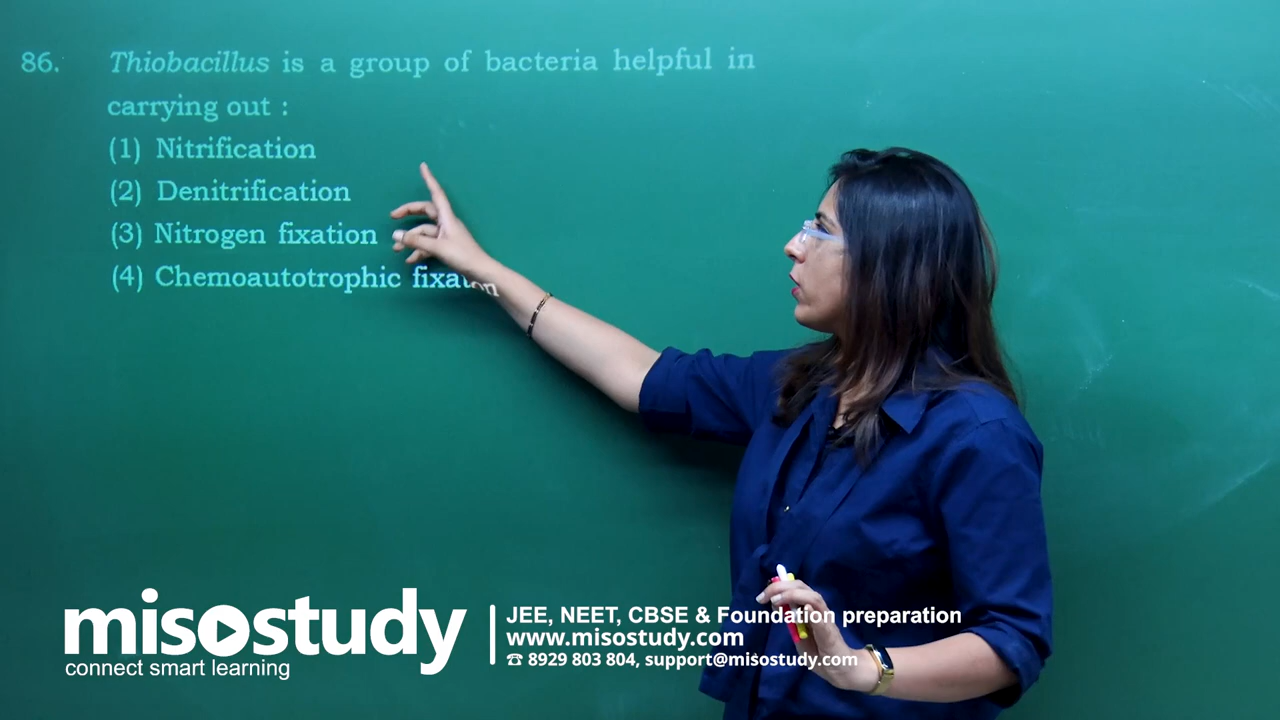 86. Thiobacillus is a group of bacteria helpful in
carrying out :
(1) Nitrification
(2) Denitrification
(3) Nitrogen fixation
(4) Chemoautotrophic fixation
misostudy
connect smart learning
JEE, NEET, CBSE & Foundation preparation
www.misostudy.com
☎ 8929 803 804, support@misostudy.com